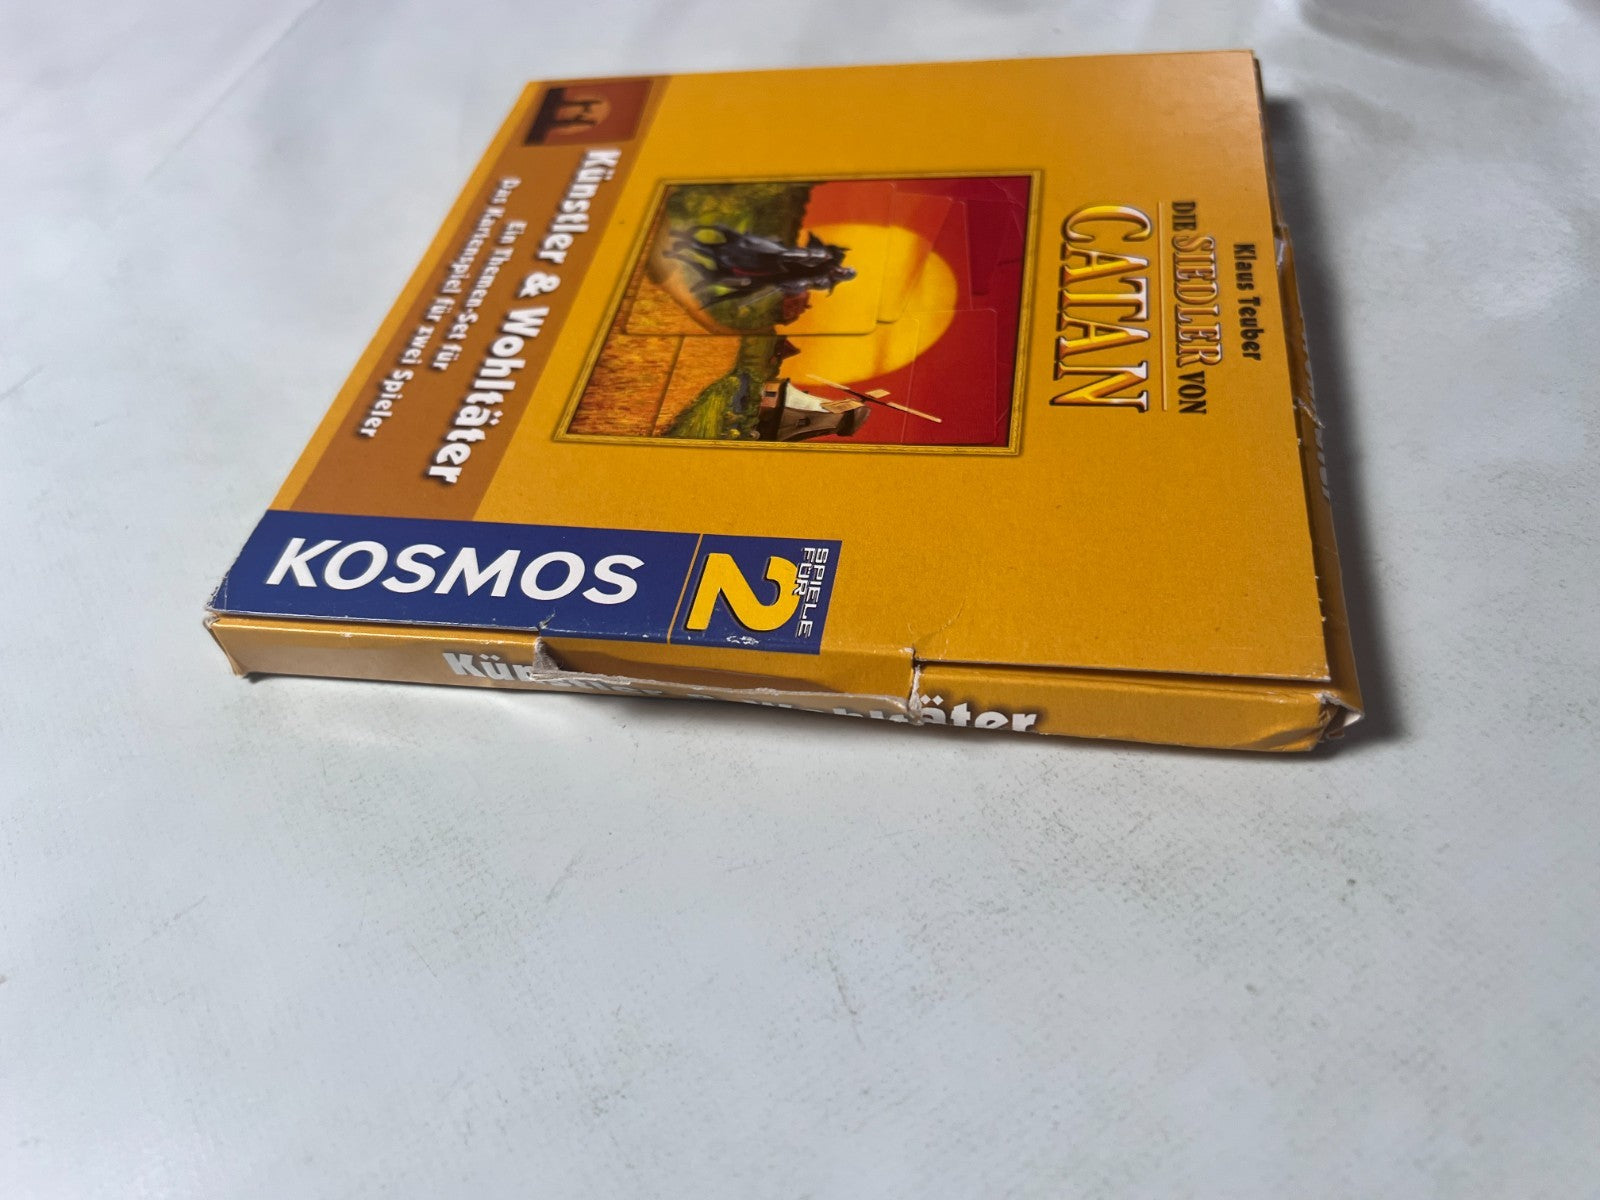 Klaus Teuber
DIE SIEDLER VON
CATAN
Künstler & Wohltäter
Ein Themen-Set für
Das Kartenspiel für zwei Spieler
KOSMOS
SPIELE
FÜR
2